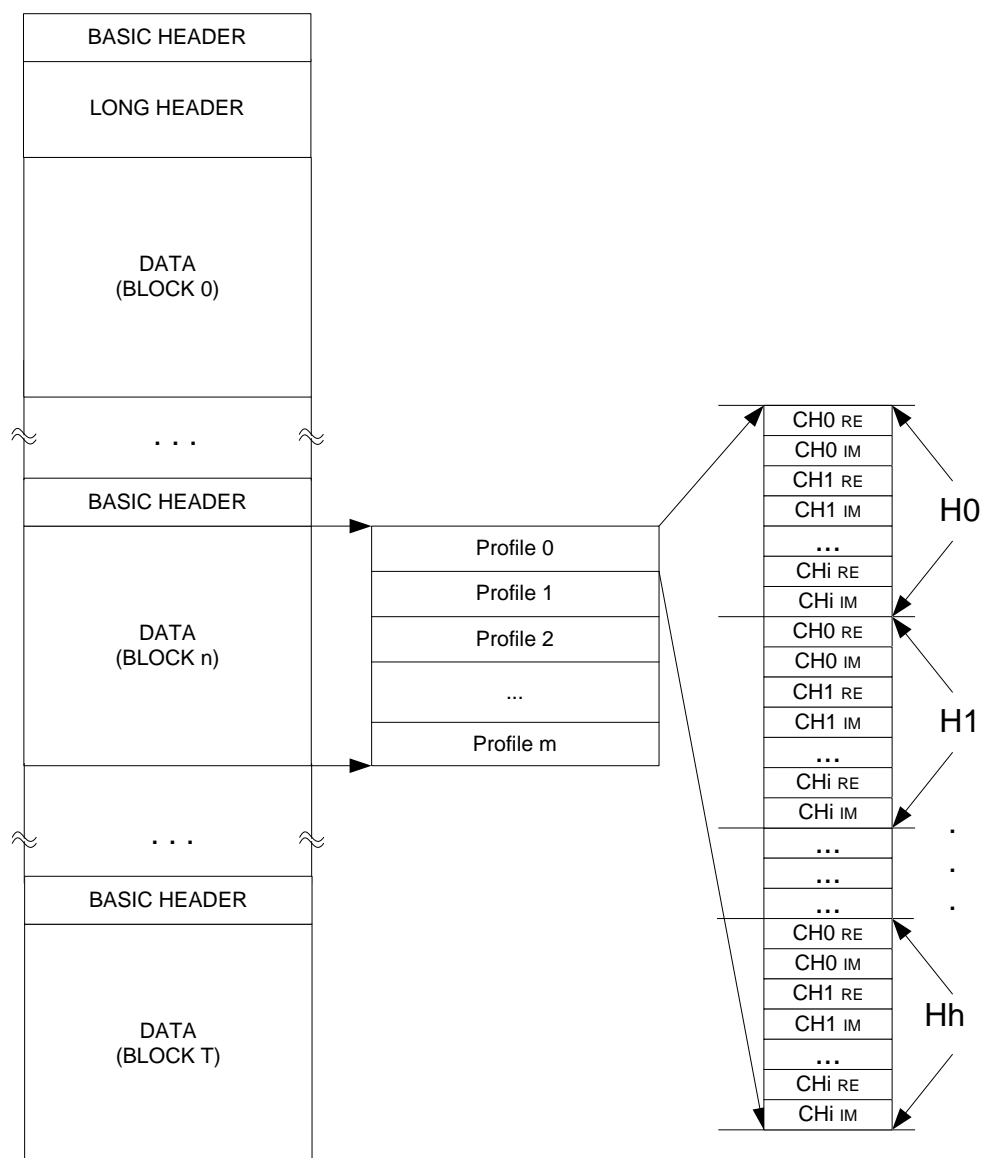 BASIC HEADER
LONG HEADER
DATA
(BLOCK 0)
. . .
BASIC HEADER
DATA
(BLOCK n)
. . .
BASIC HEADER
DATA
(BLOCK T)
Profile 0
Profile 1
Profile 2
...
Profile m
CH0 RE
CH0 IM
CH1 RE
CH1 IM
...
CHi RE
CHi IM
CH0 RE
CH0 IM
CH1 RE
CH1 IM
...
CHi RE
CHi IM
...
...
...
CH0 RE
CH0 IM
CH1 RE
CH1 IM
...
CHi RE
CHi IM
H0
H1
.
.
.
Hh